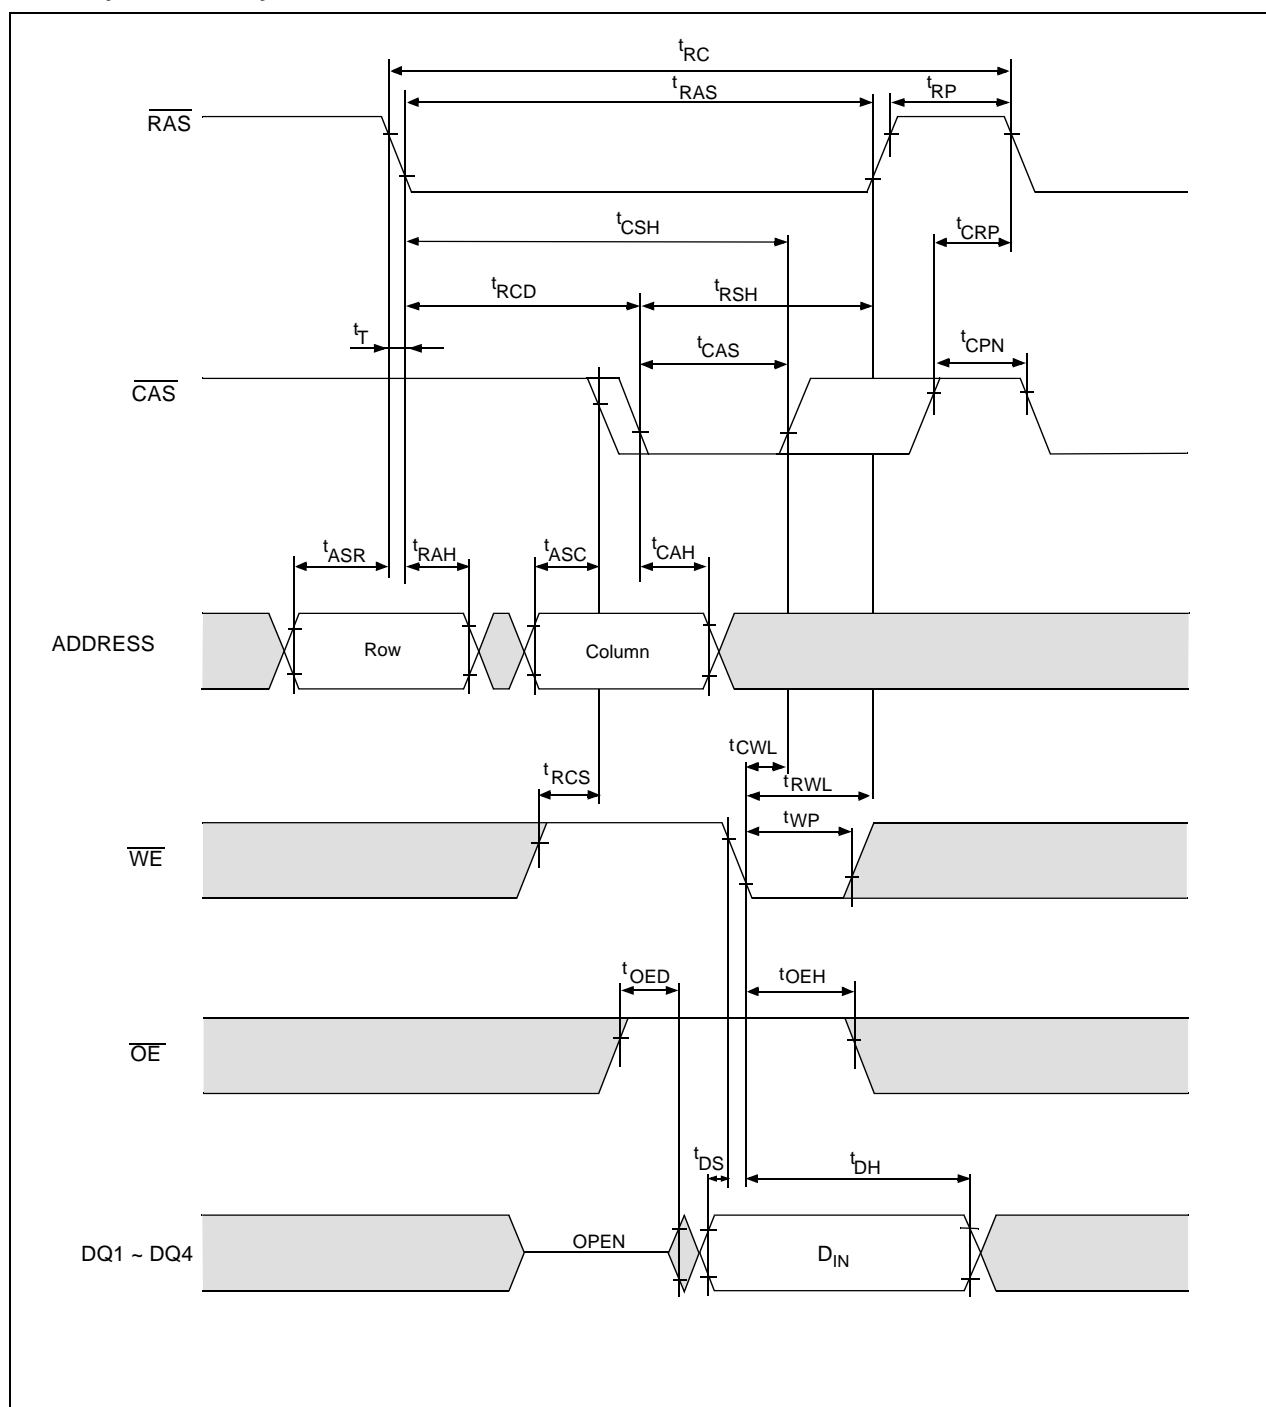 tRC
tRAS
tRP
RAS
tCSH
tCRP
tRCD
tRSH
tT
tCAS
tCPN
CAS
tASR
tRAH
tASC
tCAH
ADDRESS
Row
Column
tCWL
tRCS
tRWL
tWP
WE
tOED
tOEH
OE
tDS
tDH
DQ1 ~ DQ4
OPEN
DIN